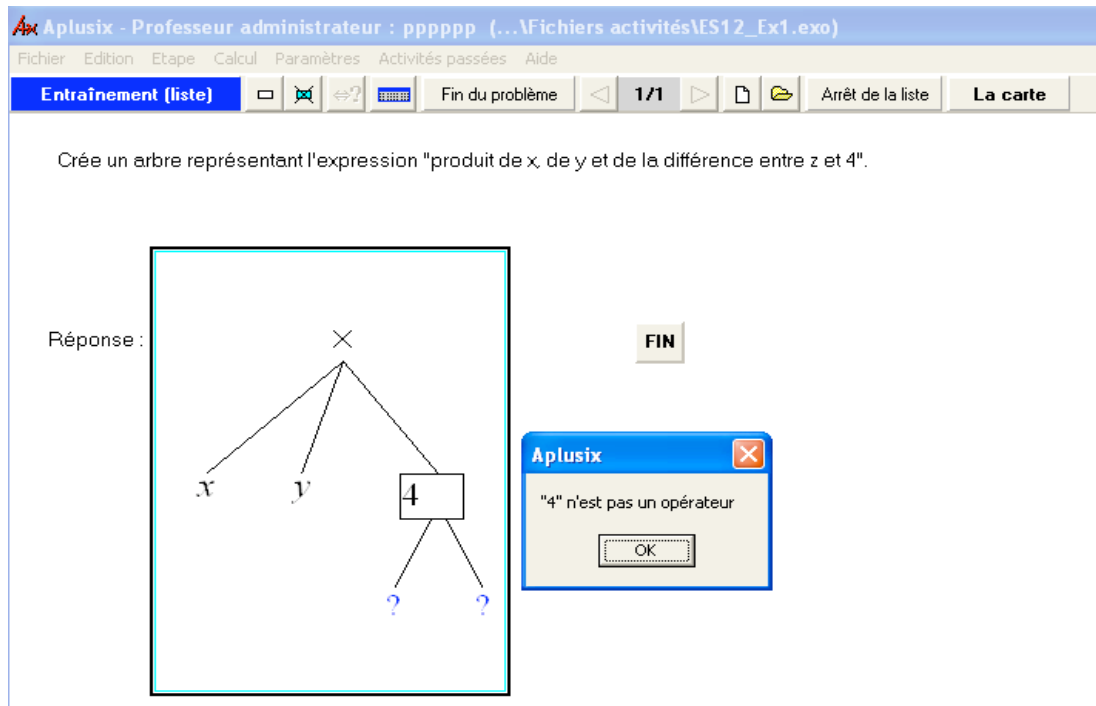 Aplusix - Professeur administrateur : pppppp (...\Fichiers activités\ES12_Ex1.exo)
Fichier Edition Etape Calcul Paramètres Activités passées Aide
Entraînement (liste) ⇔? Fin du problème 1/1 Arrêt de la liste La carte
Crée un arbre représentant l'expression "produit de x, de y et de la différence entre z et 4".
Réponse : × FIN
Aplusix
x y 4 "4" n'est pas un opérateur
OK
? ?